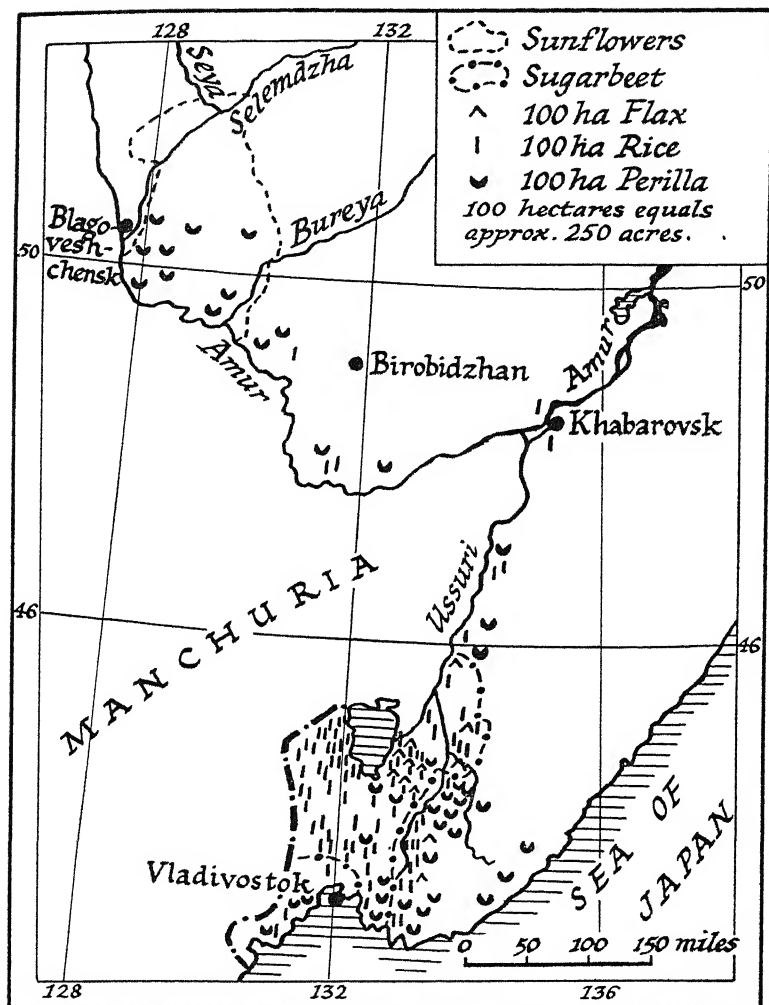 128
132
Sunflowers
Sugarbeet
100 ha Flax
100 ha Rice
100 ha Perilla
100 hectares equals
approx. 250 acres.
Seya
Selemdzha
Bureya
Blago-
vesh-
chensk
50
50
Amur
Birobidzhan
Amur
Khabarovsk
Ussuri
MANCHURIA
46
46
Vladivostok
SEA OF
JAPAN
0 50 100 150 miles
128
132
136